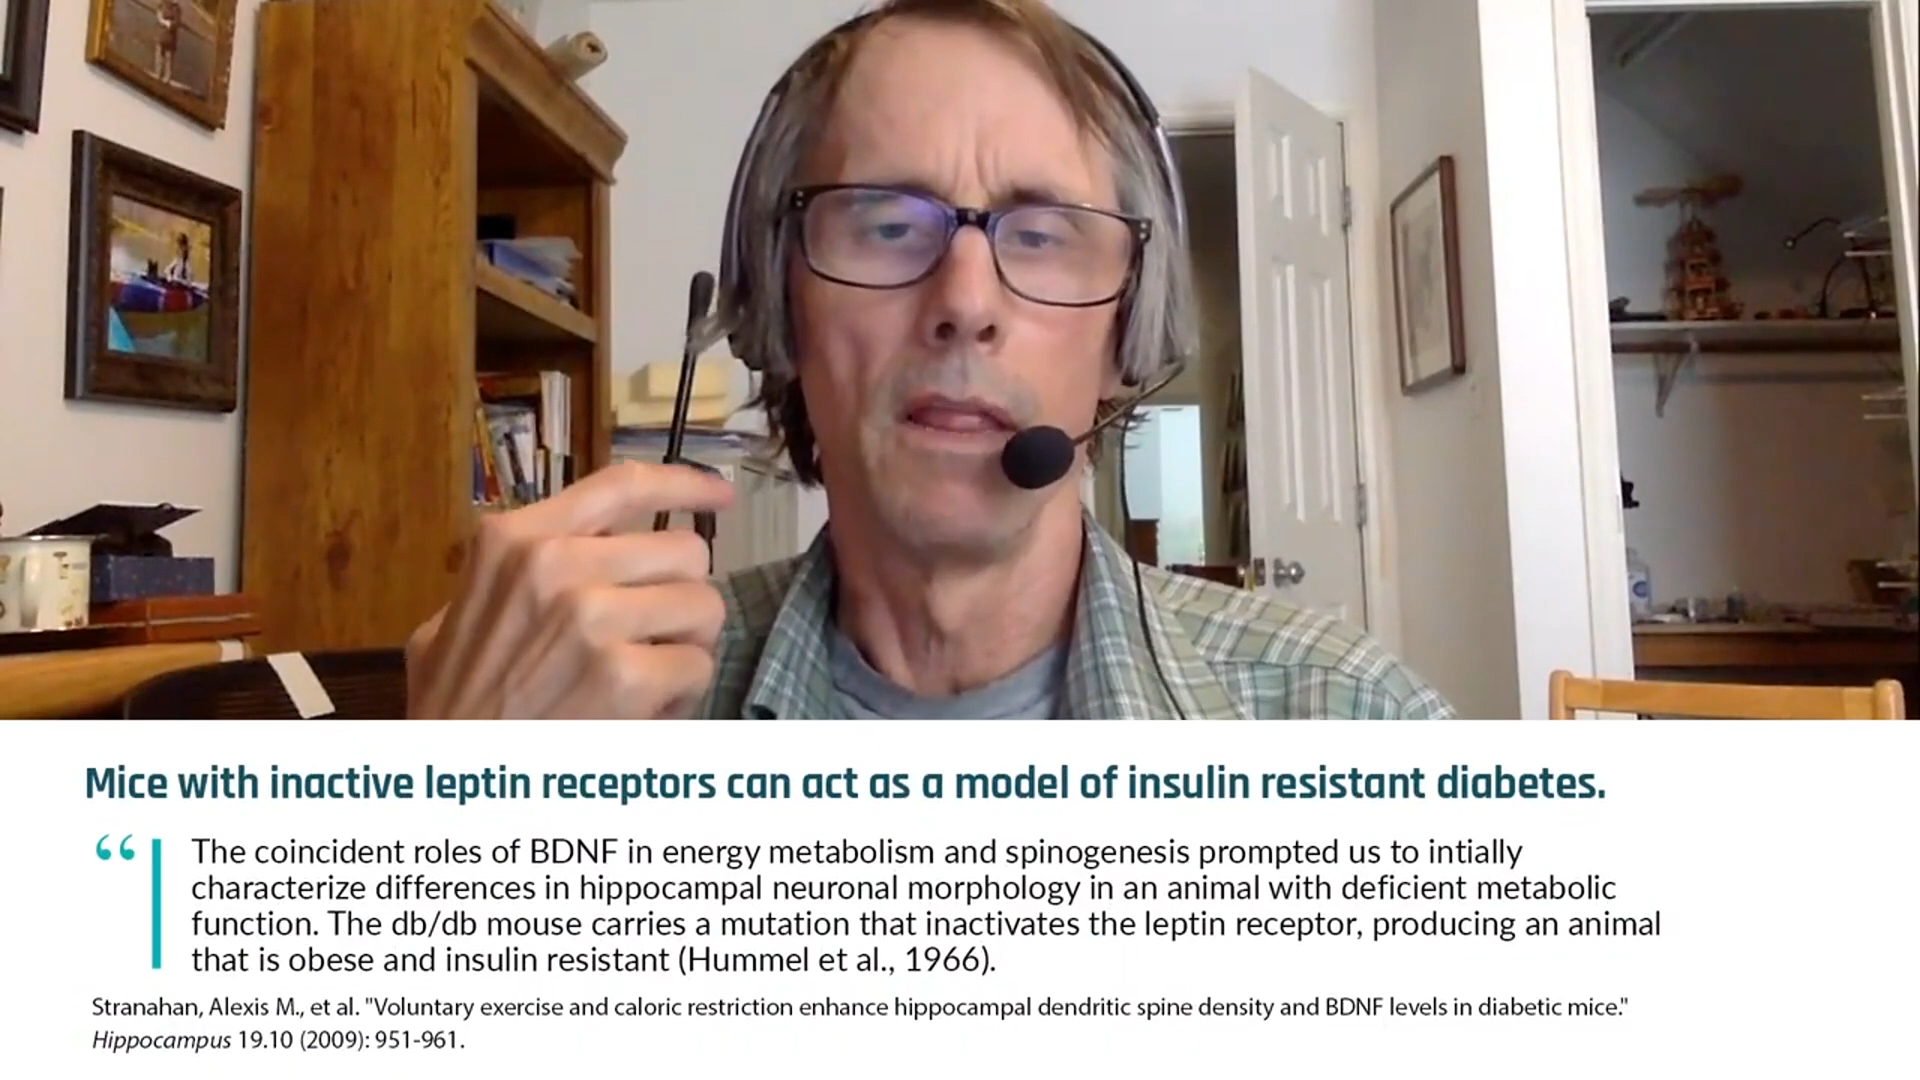 Mice with inactive leptin receptors can act as a model of insulin resistant diabetes.
“ The coincident roles of BDNF in energy metabolism and spinogenesis prompted us to intially
characterize differences in hippocampal neuronal morphology in an animal with deficient metabolic
function. The db/db mouse carries a mutation that inactivates the leptin receptor, producing an animal
that is obese and insulin resistant (Hummel et al., 1966).
Stranahan, Alexis M., et al. "Voluntary exercise and caloric restriction enhance hippocampal dendritic spine density and BDNF levels in diabetic mice."
Hippocampus 19.10 (2009): 951-961.